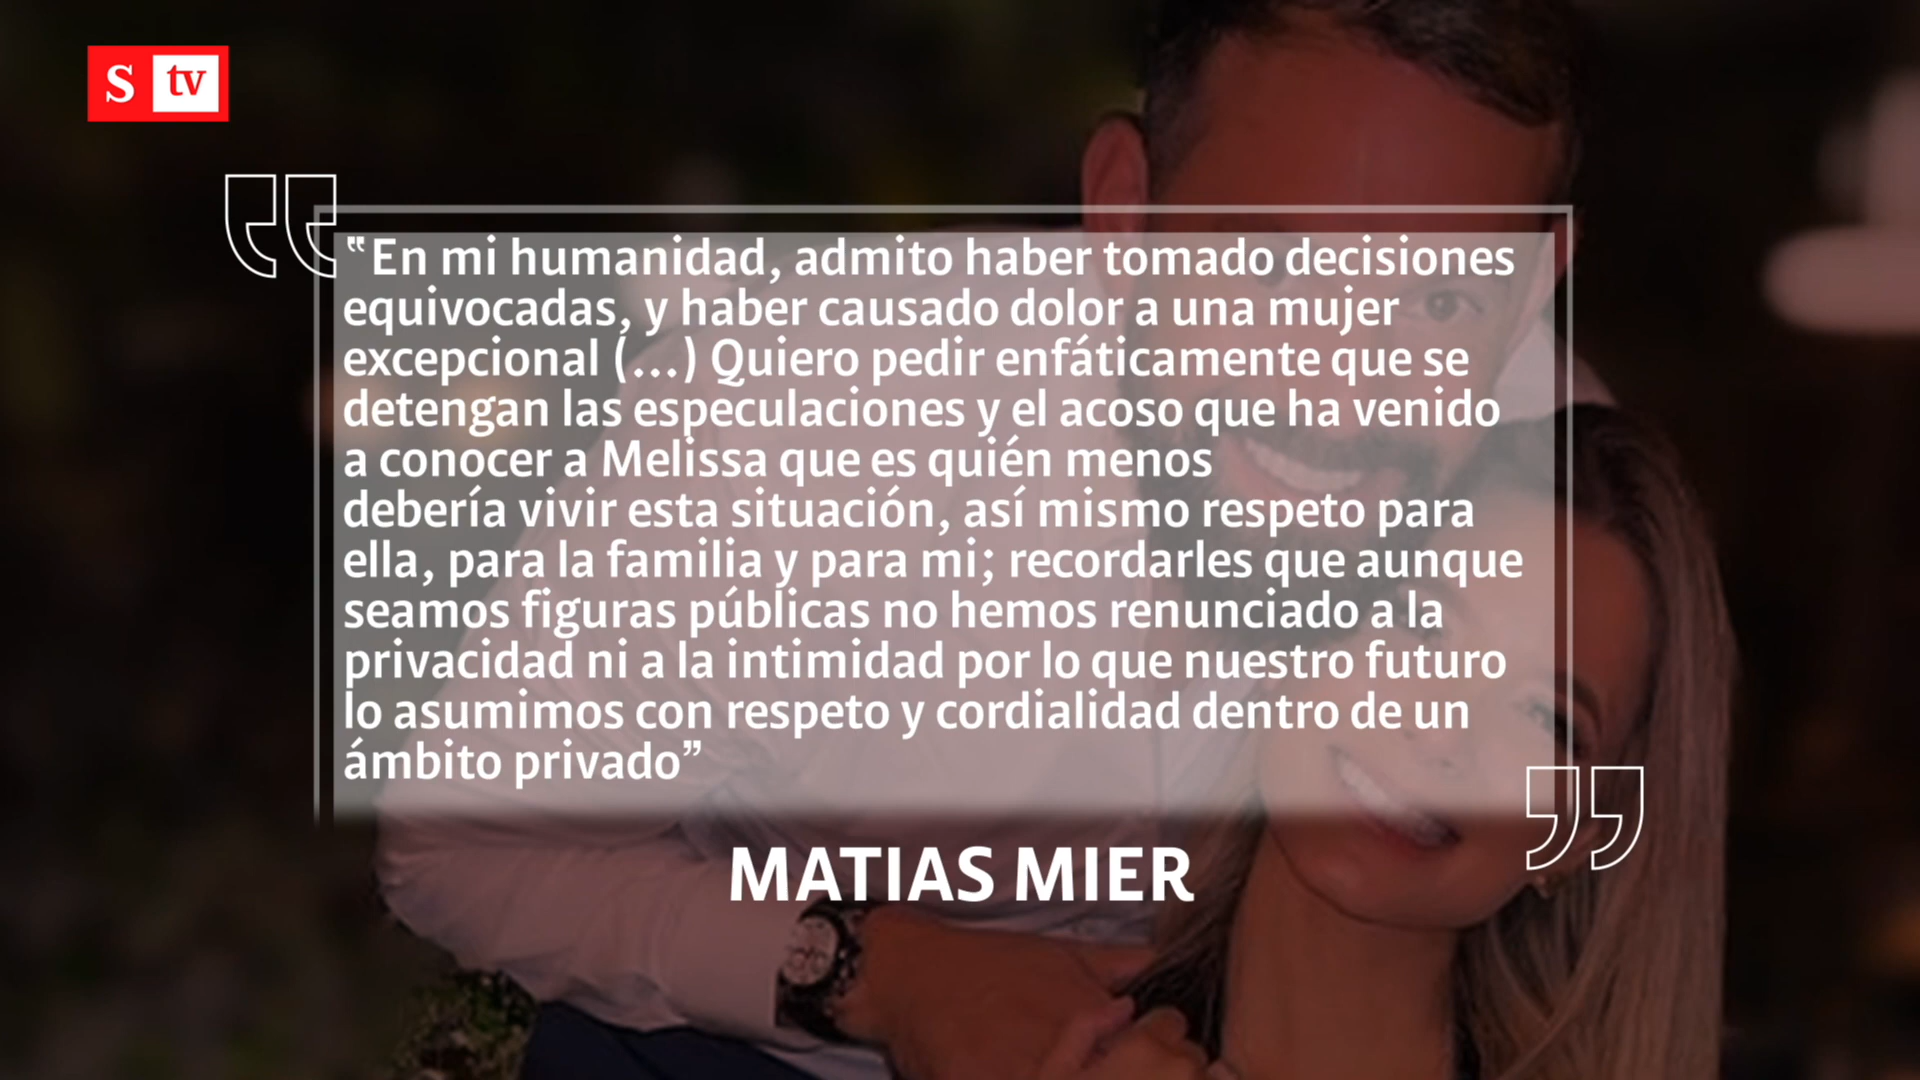 S tv
“En mi humanidad, admito haber tomado decisiones
equivocadas, y haber causado dolor a una mujer
excepcional (...) Quiero pedir enfáticamente que se
detengan las especulaciones y el acoso que ha venido
a conocer a Melissa que es quién menos
debería vivir esta situación, así mismo respeto para
ella, para la familia y para mi; recordarles que aunque
seamos figuras públicas no hemos renunciado a la
privacidad ni a la intimidad por lo que nuestro futuro
lo asumimos con respeto y cordialidad dentro de un
ámbito privado”
MATIAS MIER